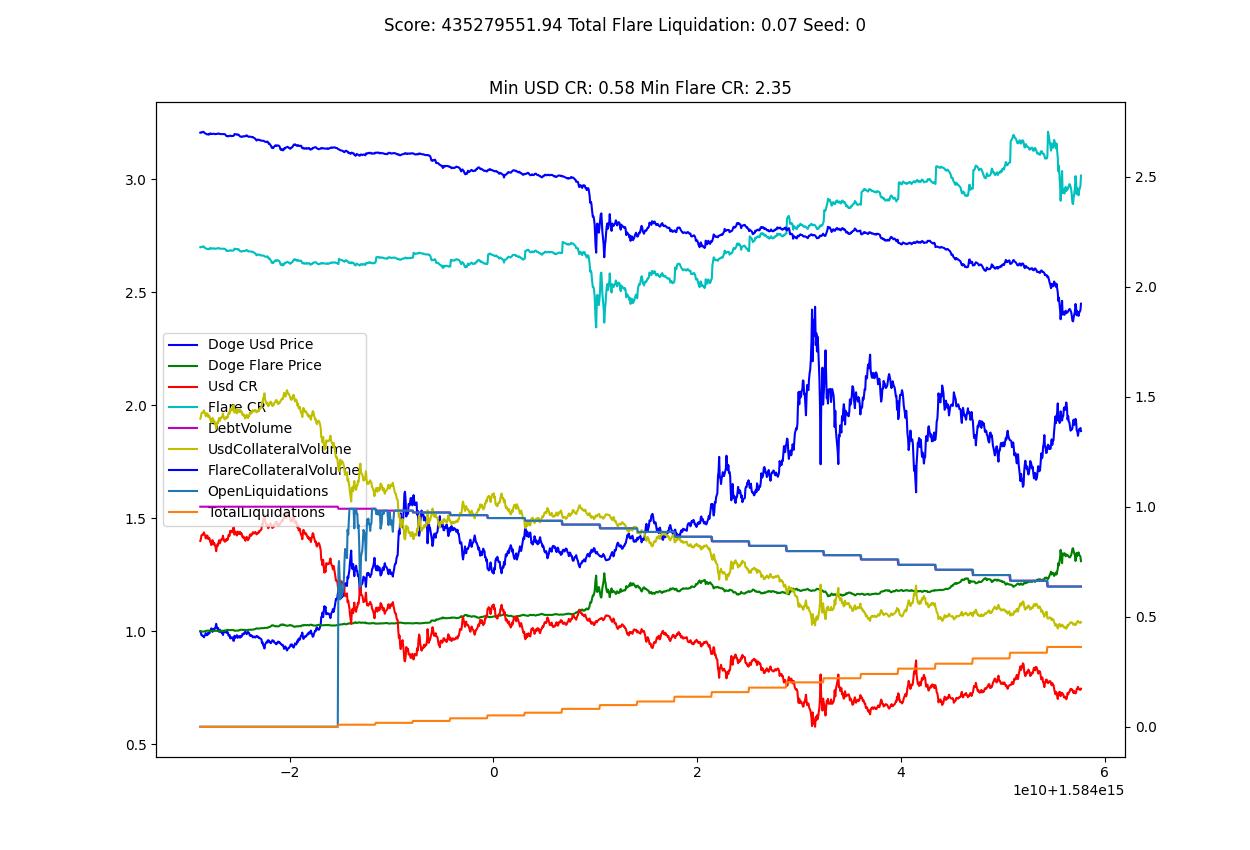 Score: 435279551.94 Total Flare Liquidation: 0.07 Seed: 0
Min USD CR: 0.58 Min Flare CR: 2.35
3.0
2.5
2.0
1.5
1.0
0.5
Doge Usd Price
Doge Flare Price
Usd CR
Flare CR
DebtVolume
UsdCollateralVolume
FlareCollateralVolume
OpenLiquidations
TotalLiquidations
2.5
2.0
1.5
1.0
0.5
0.0
−2
0
2
4
6
1e10+1.584e15